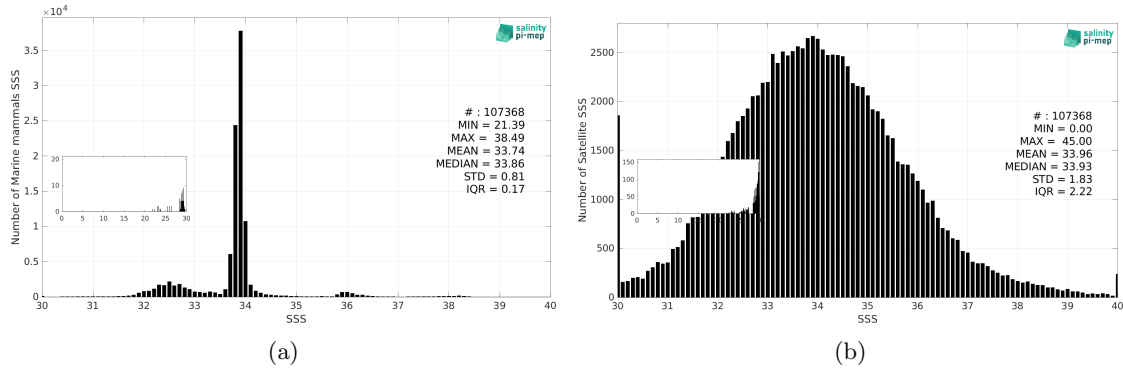 ×10⁴
3.5
3
2.5
2
1.5
1
0.5
0
30 31 32 33 34 35 36 37 38 39 40
SSS
Number of Marine mammals SSS
salinity
pi-mep
# : 107368
MIN = 21.39
MAX = 38.49
MEAN = 33.74
MEDIAN = 33.86
STD = 0.81
IQR = 0.17
20
10
0
0 5 10 15 20 25 30
(a)
2500
2000
1500
1000
500
0
30 31 32 33 34 35 36 37 38 39 40
SSS
Number of Satellite SSS
salinity
pi-mep
# : 107368
MIN = 0.00
MAX = 45.00
MEAN = 33.96
MEDIAN = 33.93
STD = 1.83
IQR = 2.22
150
100
50
0
0 5 10 15 20 25
(b)